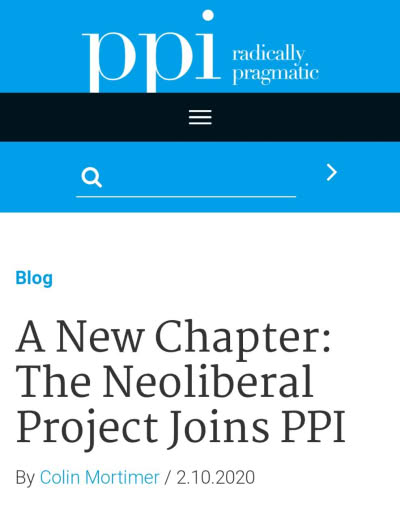 ppi radically
pragmatic
Blog
A New Chapter:
The Neoliberal
Project Joins PPI
By Colin Mortimer / 2.10.2020